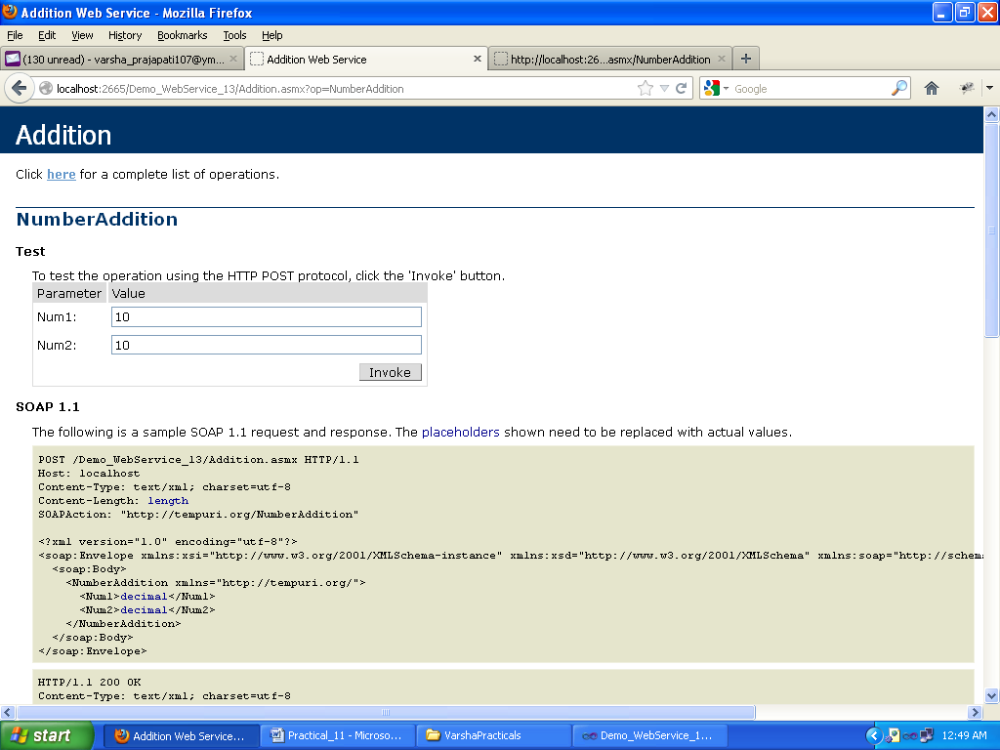 Addition Web Service - Mozilla Firefox
File Edit View History Bookmarks Tools Help
(130 unread) - varsha_prajapati107@ym... × Addition Web Service × http://localhost:26...asmx/NumberAddition × +
localhost:2665/Demo_WebService_13/Addition.asmx?op=NumberAddition Google
Addition
Click here for a complete list of operations.
NumberAddition
Test
To test the operation using the HTTP POST protocol, click the 'Invoke' button.
Parameter Value
Num1: 10
Num2: 10
Invoke
SOAP 1.1
The following is a sample SOAP 1.1 request and response. The placeholders shown need to be replaced with actual values.
POST /Demo_WebService_13/Addition.asmx HTTP/1.1
Host: localhost
Content-Type: text/xml; charset=utf-8
Content-Length: length
SOAPAction: "http://tempuri.org/NumberAddition"
<?xml version="1.0" encoding="utf-8"?>
<soap:Envelope xmlns:xsi="http://www.w3.org/2001/XMLSchema-instance" xmlns:xsd="http://www.w3.org/2001/XMLSchema" xmlns:soap="http://schema
<soap:Body>
<NumberAddition xmlns="http://tempuri.org/">
<Num1>decimal</Num1>
<Num2>decimal</Num2>
</NumberAddition>
</soap:Body>
</soap:Envelope>
HTTP/1.1 200 OK
Content-Type: text/xml; charset=utf-8
start Addition Web Service... Practical_11 - Microso... VarshaPracticals Demo_WebService_1... 12:49 AM